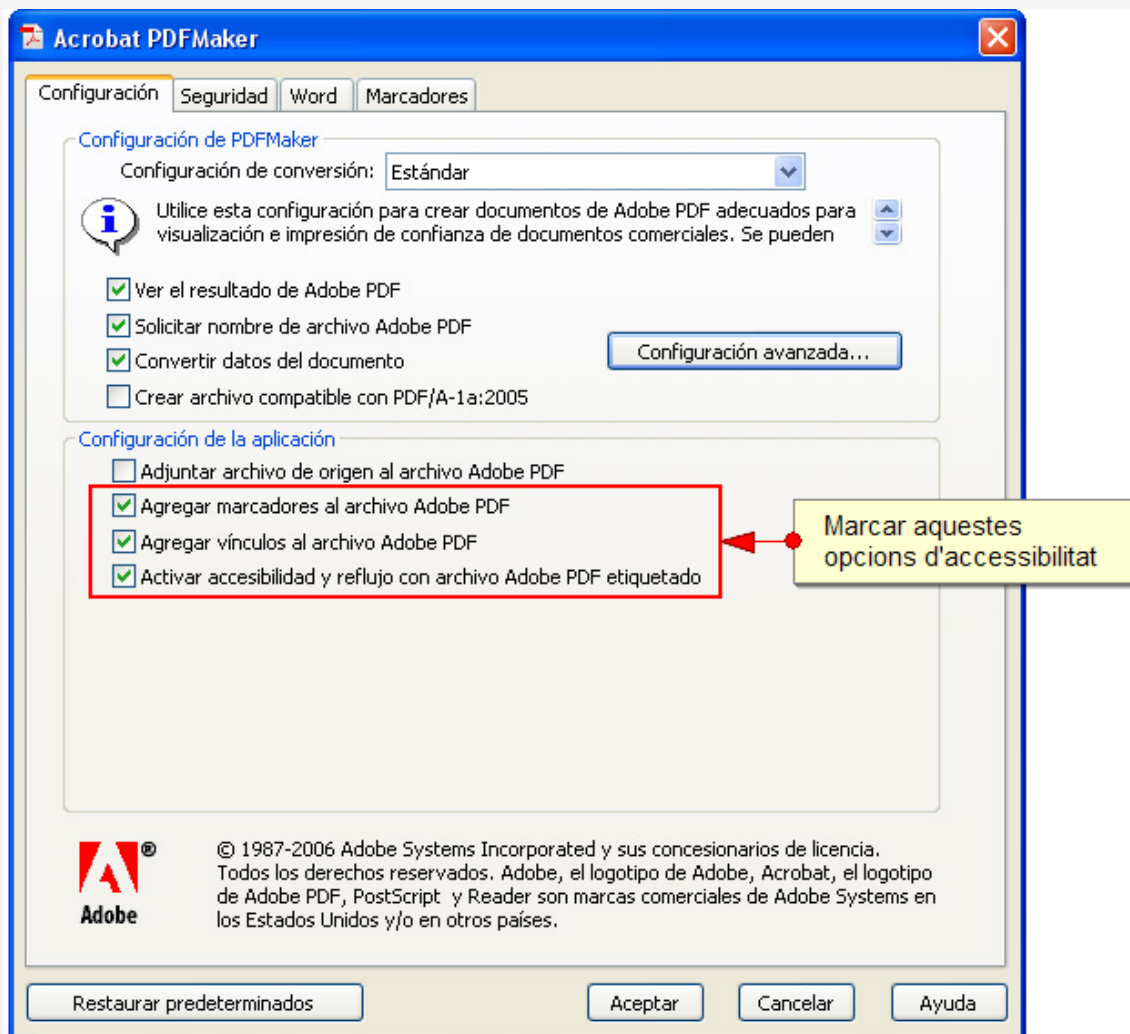 Acrobat PDFMaker
Configuración Seguridad Word Marcadores
Configuración de PDFMaker
Configuración de conversión: Estándar
Utilice esta configuración para crear documentos de Adobe PDF adecuados para
visualización e impresión de confianza de documentos comerciales. Se pueden
Ver el resultado de Adobe PDF
Solicitar nombre de archivo Adobe PDF
Convertir datos del documento
Configuración avanzada...
Crear archivo compatible con PDF/A-1a:2005
Configuración de la aplicación
Adjuntar archivo de origen al archivo Adobe PDF
Agregar marcadores al archivo Adobe PDF
Agregar vínculos al archivo Adobe PDF
Activar accesibilidad y reflujo con archivo Adobe PDF etiquetado
Marcar aquestes
opcions d'accessibilitat
® 
Adobe
© 1987-2006 Adobe Systems Incorporated y sus concesionarios de licencia.
Todos los derechos reservados. Adobe, el logotipo de Adobe, Acrobat, el logotipo
de Adobe PDF, PostScript y Reader son marcas comerciales de Adobe Systems en
los Estados Unidos y/o en otros países.
Restaurar predeterminados Aceptar Cancelar Ayuda